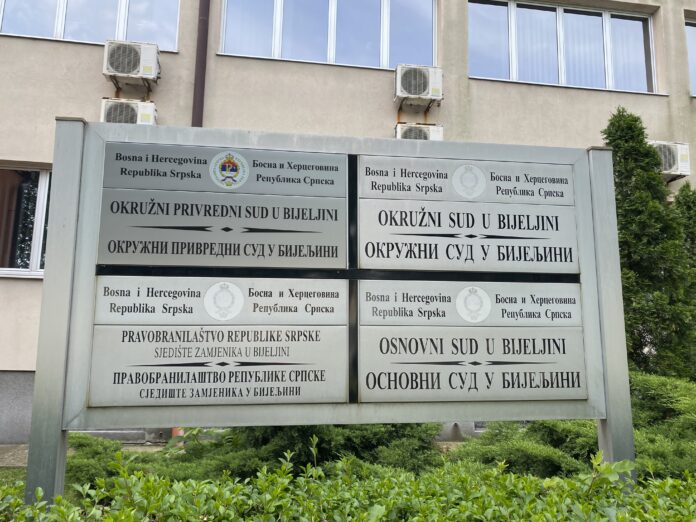 Bosna i Hercegovina
Republika Srpska
Босна и Херцеговина
Република Српска
OKRUŽNI PRIVREDNI SUD U BIJELJINI
ОКРУЖНИ ПРИВРЕДНИ СУД У БИЈЕЉИНИ
Bosna i Hercegovina
Republika Srpska
Босна и Херцеговина
Република Српска
OKRUŽNI SUD U BIJELJINI
ОКРУЖНИ СУД У БИЈЕЉИНИ
Bosna i Hercegovina
Republika Srpska
Босна и Херцеговина
Република Српска
PRAVOBRANILAŠTVO REPUBLIKE SRPSKE
SJEDIŠTE ZAMJENIKA U BIJELJINI
ПРАВОБРАНИЛАШТВО РЕПУБЛИКЕ СРПСКЕ
СЈЕДИШТЕ ЗАМЈЕНИКА У БИЈЕЉИНИ
Bosna i Hercegovina
Republika Srpska
Босна и Херцеговина
Република Српска
OSNOVNI SUD U BIJELJINI
ОСНОВНИ СУД У БИЈЕЉИНИ